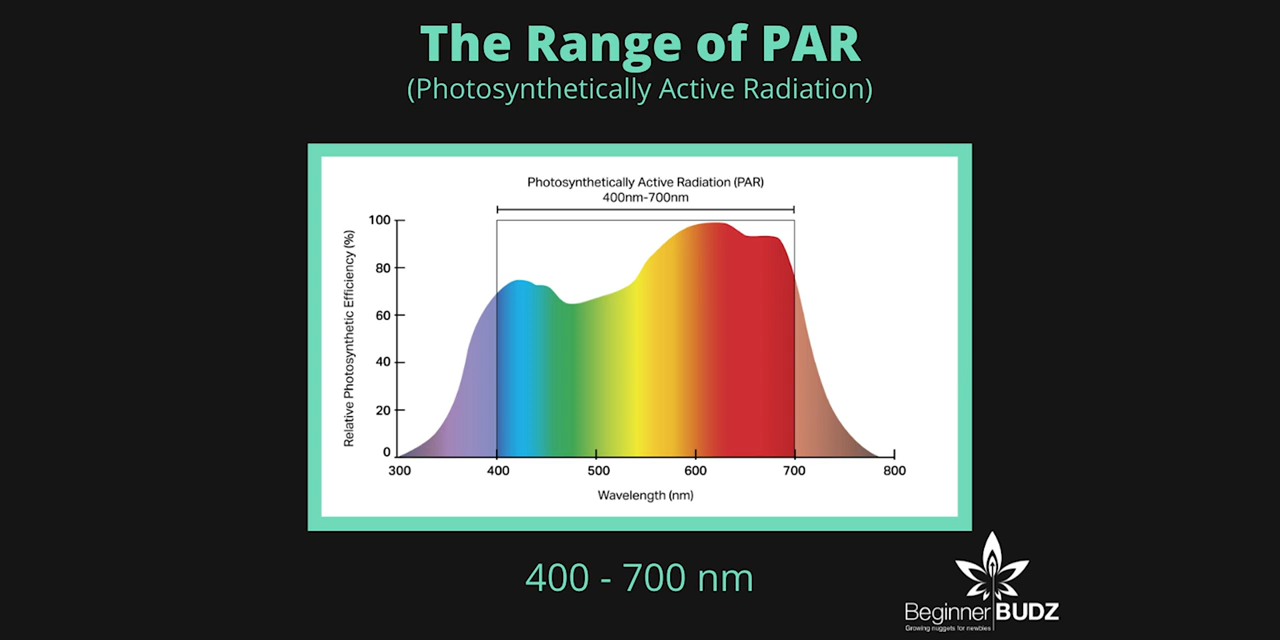 The Range of PAR
(Photosynthetically Active Radiation)
Photosynthetically Active Radiation (PAR)
400nm-700nm
Relative Photosynthetic Efficiency (%)
100
80
60
40
20
0
300 400 500 600 700 800
Wavelength (nm)
400 - 700 nm
Beginner BUDZ
Growing nuggets for newbies